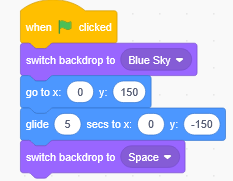 when clicked
switch backdrop to Blue Sky
go to x: 0 y: 150
glide 5 secs to x: 0 y: -150
switch backdrop to Space